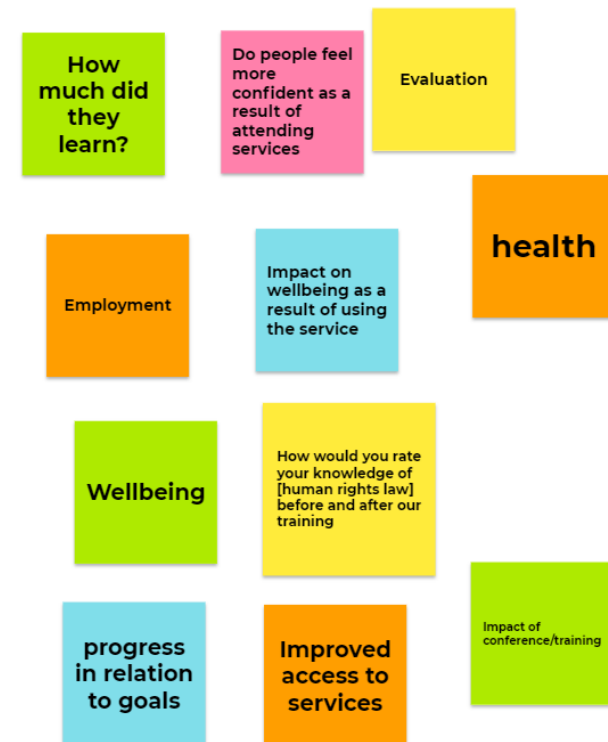 How
much did
they
learn?
Do people feel
more
confident as a
result of
attending
services
Evaluation
health
Employment
Impact on
wellbeing as a
result of using
the service
Wellbeing
How would you rate
your knowledge of
[human rights law]
before and after our
training
Impact of
conference/training
progress
in relation
to goals
Improved
access to
services